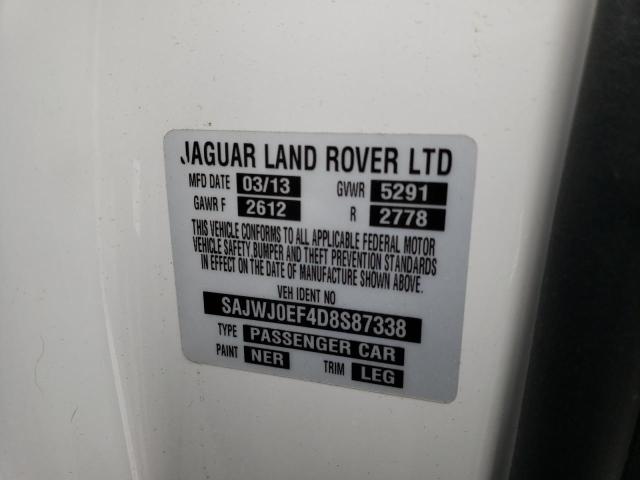 JAGUAR LAND ROVER LTD
MFD DATE 03/13 GVWR 5291
GAWR F 2612 R 2778
THIS VEHICLE CONFORMS TO ALL APPLICABLE FEDERAL MOTOR
VEHICLE SAFETY, BUMPER AND THEFT PREVENTION STANDARDS
IN EFFECT ON THE DATE OF MANUFACTURE SHOWN ABOVE.
VEH IDENT NO
SAJWJ0EF4D8S87338
TYPE PASSENGER CAR
PAINT NER TRIM LEG